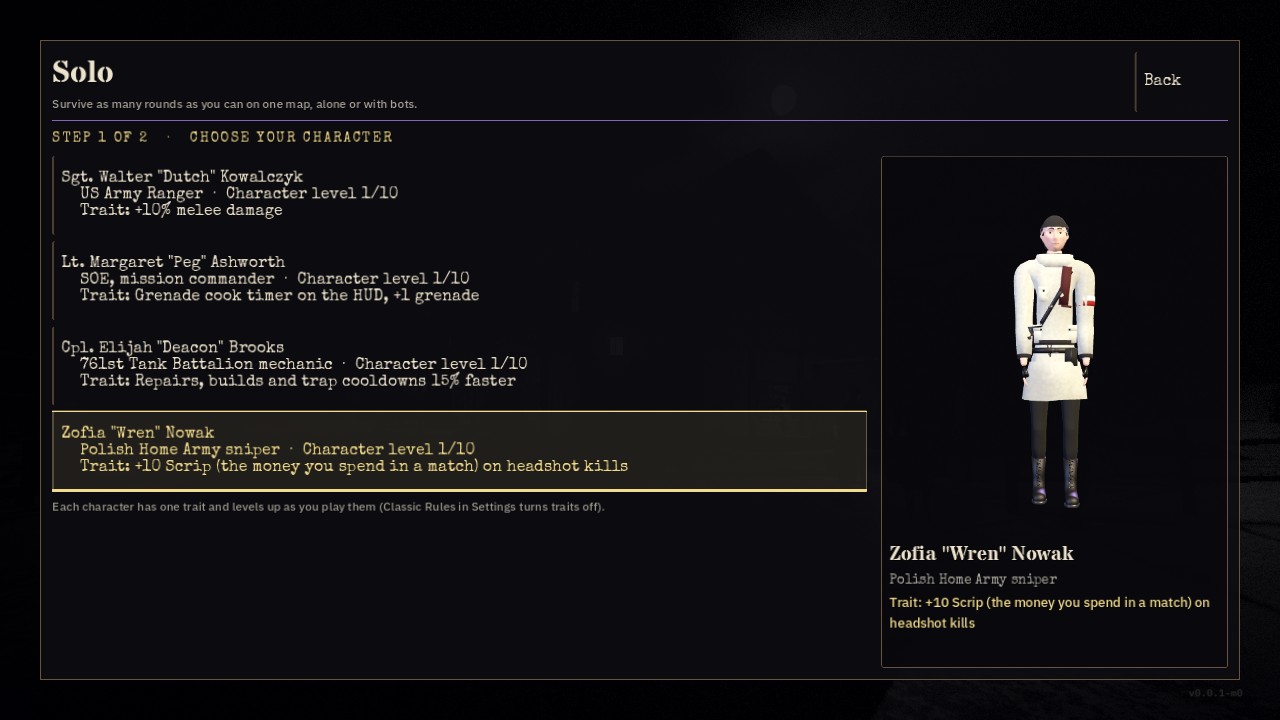 Solo
Survive as many rounds as you can on one map, alone or with bots.
Back
STEP 1 OF 2 · CHOOSE YOUR CHARACTER
Sgt. Walter "Dutch" Kowalczyk
US Army Ranger · Character level 1/10
Trait: +10% melee damage
Lt. Margaret "Peg" Ashworth
SOE, mission commander · Character level 1/10
Trait: Grenade cook timer on the HUD, +1 grenade
Cpl. Elijah "Deacon" Brooks
761st Tank Battalion mechanic · Character level 1/10
Trait: Repairs, builds and trap cooldowns 15% faster
Zofia "Wren" Nowak
Polish Home Army sniper · Character level 1/10
Trait: +10 Scrip (the money you spend in a match) on headshot kills
Each character has one trait and levels up as you play them (Classic Rules in Settings turns traits off).
Zofia "Wren" Nowak
Polish Home Army sniper
Trait: +10 Scrip (the money you spend in a match) on
headshot kills
v0.0.1-m0